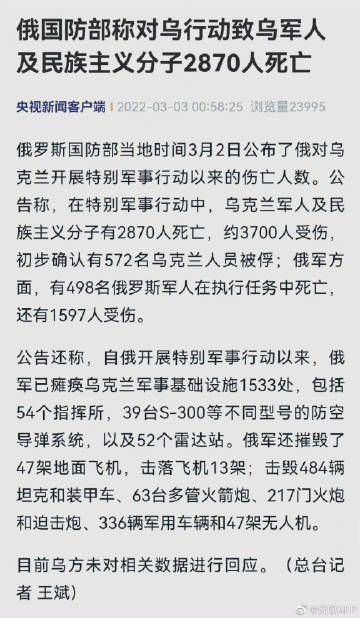 俄国防部称对乌行动致乌军人
及民族主义分子2870人死亡
央视新闻客户端 2022-03-03 00:58:25 浏览量23995
俄罗斯国防部当地时间3月2日公布了俄对乌
克兰开展特别军事行动以来的伤亡人数。公
告称，在特别军事行动中，乌克兰军人及民
族主义分子有2870人死亡，约3700人受伤，
初步确认有572名乌克兰人员被俘；俄军方
面，有498名俄罗斯军人在执行任务中死亡，
还有1597人受伤。
公告还称，自俄开展特别军事行动以来，俄
军已瘫痪乌克兰军事基础设施1533处，包括
54个指挥所，39台S-300等不同型号的防空
导弹系统，以及52个雷达站。俄军还摧毁了
47架地面飞机，击落飞机13架；击毁484辆
坦克和装甲车、63台多管火箭炮、217门火炮
和迫击炮、336辆军用车辆和47架无人机。
目前乌方未对相关数据进行回应。（总台记
者 王斌）